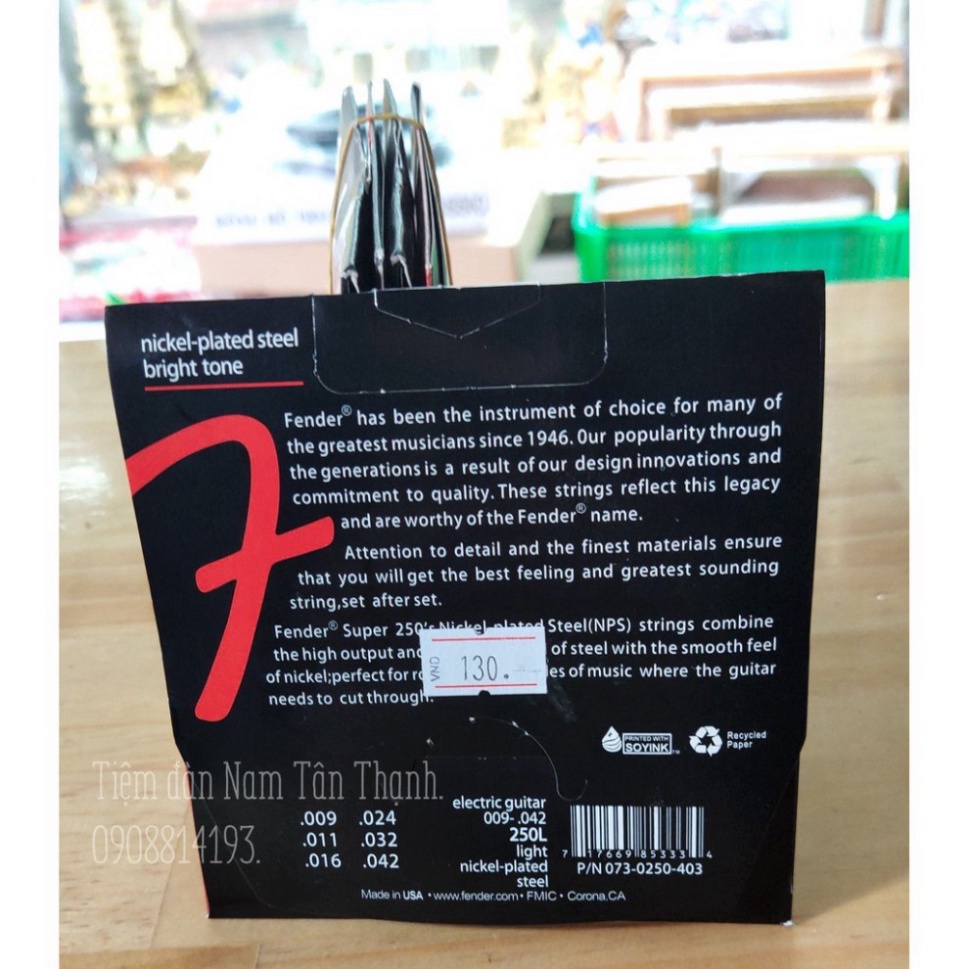 nickel-plated steel
bright tone
Fender® has been the instrument of choice for many of
the greatest musicians since 1946. Our popularity through
the generations is a result of our design innovations and
commitment to quality. These strings reflect this legacy
and are worthy of the Fender® name.
Attention to detail and the finest materials ensure
that you will get the best feeling and greatest sounding
string,set after set.
Fender® Super 250's Nickel-plated Steel(NPS) strings combine
the high output and of steel with the smooth feel
of nickel;perfect for of music where the guitar
needs to cut through.
VND 130.
PRINTED WITH
SOYINK™
Recycled
Paper
Tiệm đàn Nam Tân Thạnh.
0908814193.
.009 .024
.011 .032
.016 .042
electric guitar
009-.042
250L
light
nickel-plated
steel
7 17669 85333 4
P/N 073-0250-403
Made in USA • www.fender.com • FMIC • Corona,CA